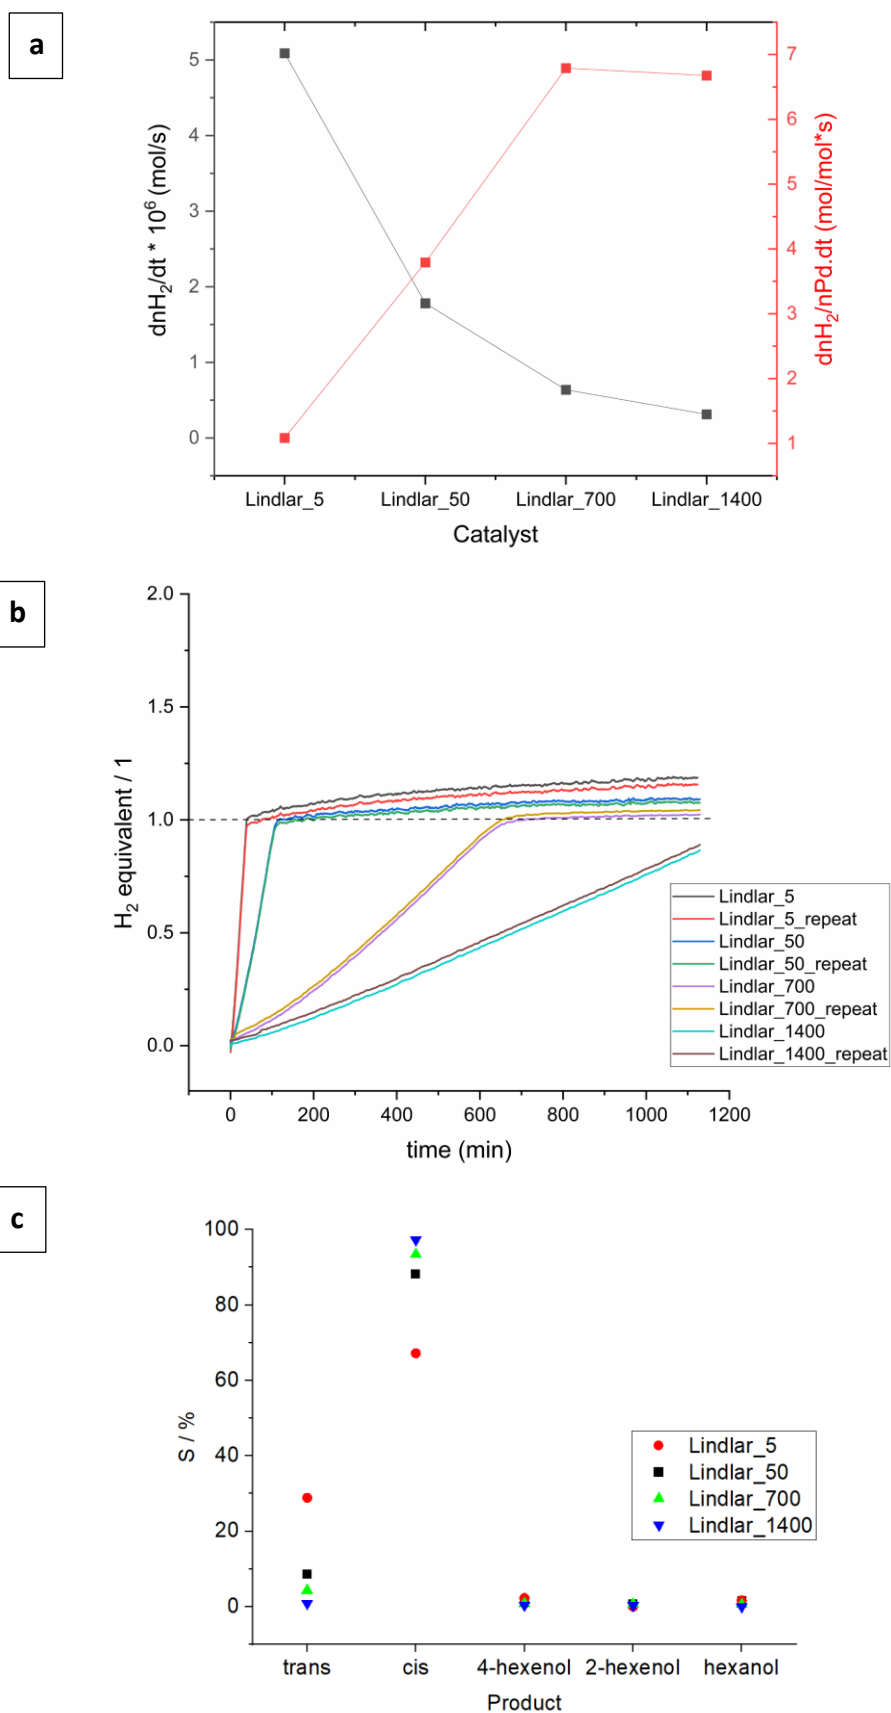 a
dnH₂/dt * 10⁶ (mol/s)
5
4
3
2
1
0
7
6
5
4
3
2
1
dnH₂/nPd.dt (mol/mol*s)
Lindlar_5 Lindlar_50 Lindlar_700 Lindlar_1400
Catalyst
b
H₂ equivalent / 1
2.0
1.5
1.0
0.5
0.0
Lindlar_5
Lindlar_5_repeat
Lindlar_50
Lindlar_50_repeat
Lindlar_700
Lindlar_700_repeat
Lindlar_1400
Lindlar_1400_repeat
0 200 400 600 800 1000 1200
time (min)
c
S / %
100
80
60
40
20
0
Lindlar_5
Lindlar_50
Lindlar_700
Lindlar_1400
trans cis 4-hexenol 2-hexenol hexanol
Product